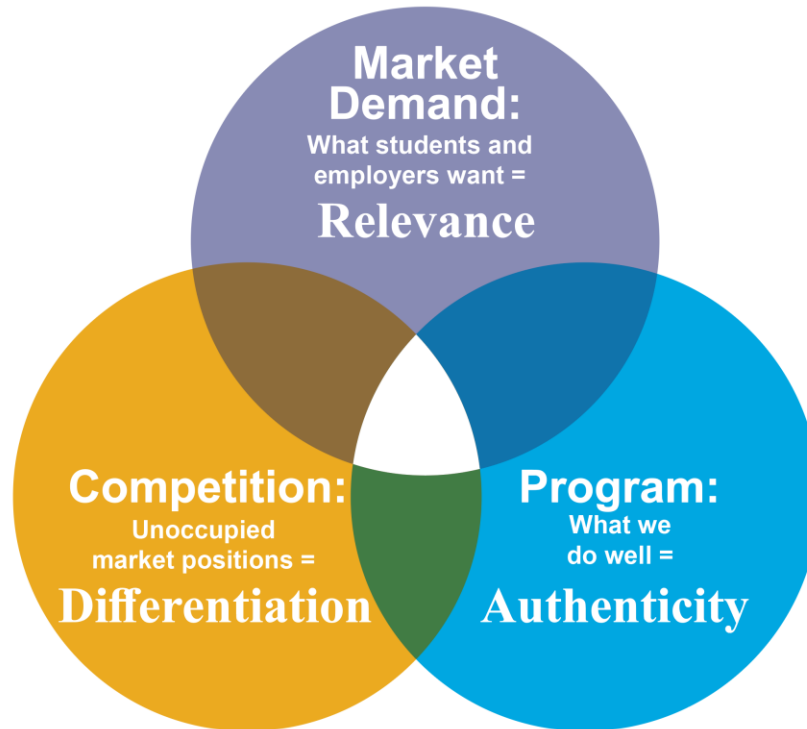 Market
Demand:
What students and
employers want =
Relevance
Competition:
Unoccupied
market positions =
Differentiation
Program:
What we
do well =
Authenticity